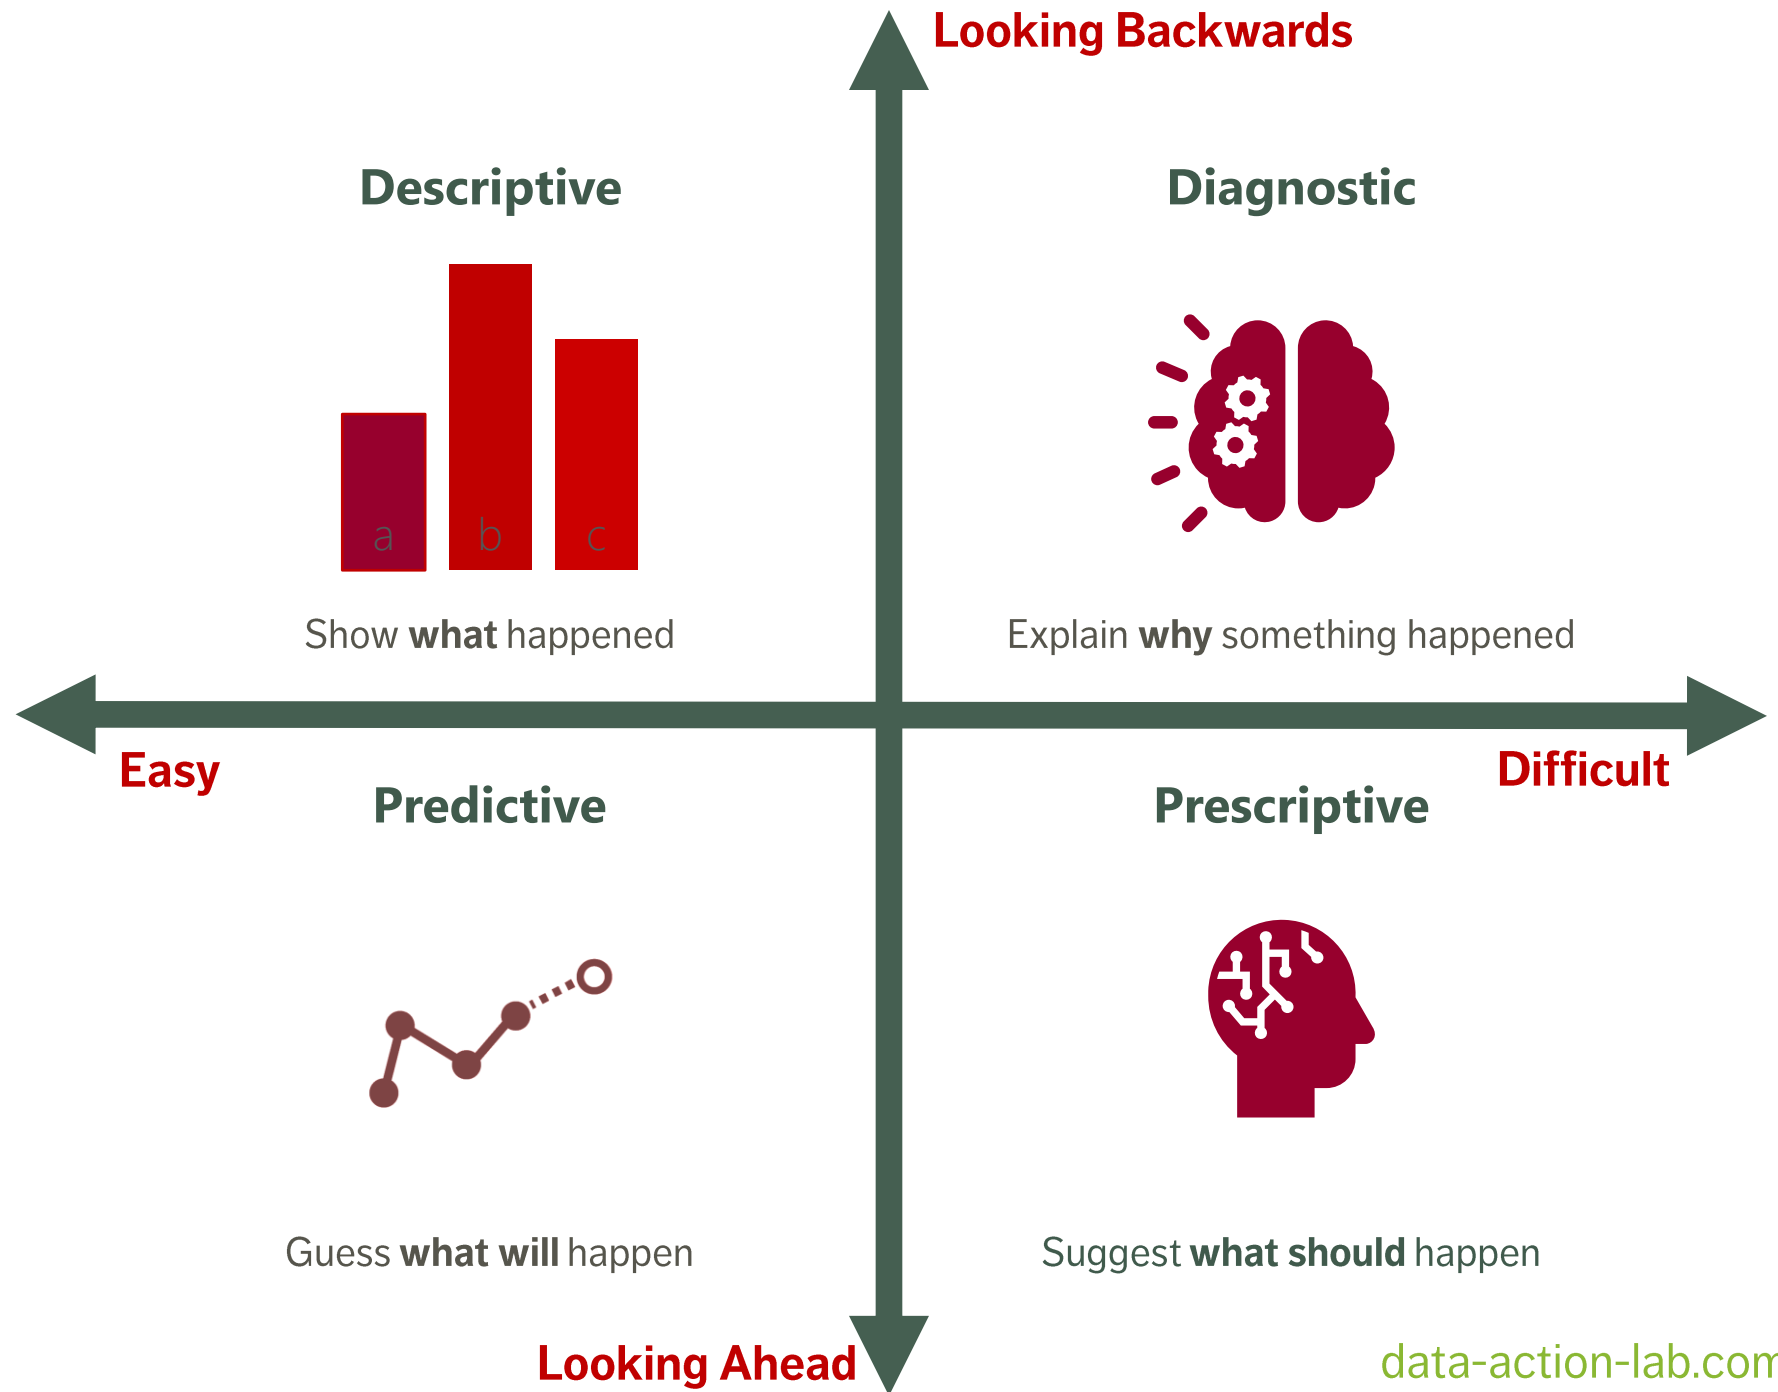 Looking Backwards
Descriptive
Diagnostic
a
b
c
Show what happened
Explain why something happened
Easy
Difficult
Predictive
Prescriptive
Guess what will happen
Suggest what should happen
Looking Ahead
data-action-lab.com